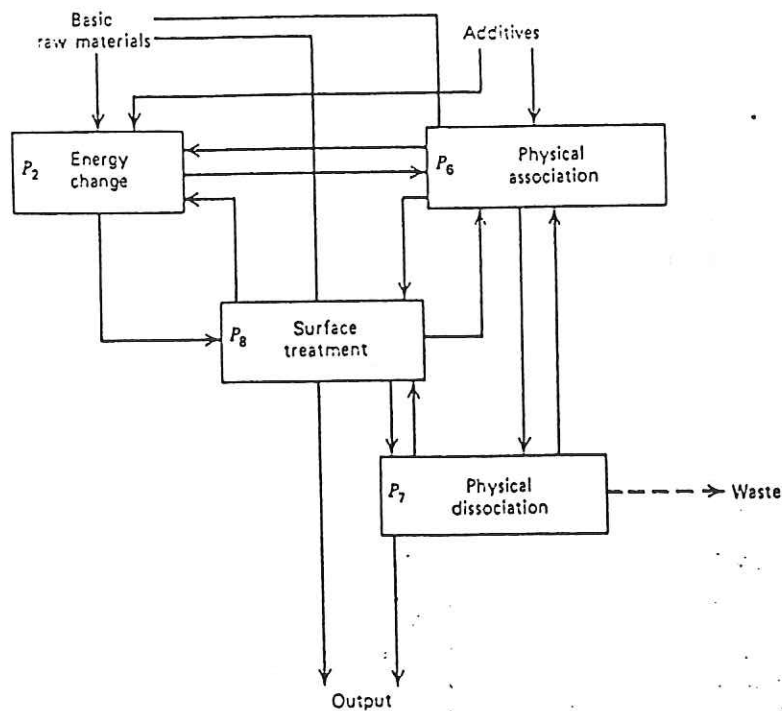 Basic
raw materials
Additives
P2
Energy
change
P6
Physical
association
P8
Surface
treatment
P7
Physical
dissociation
Waste
Output